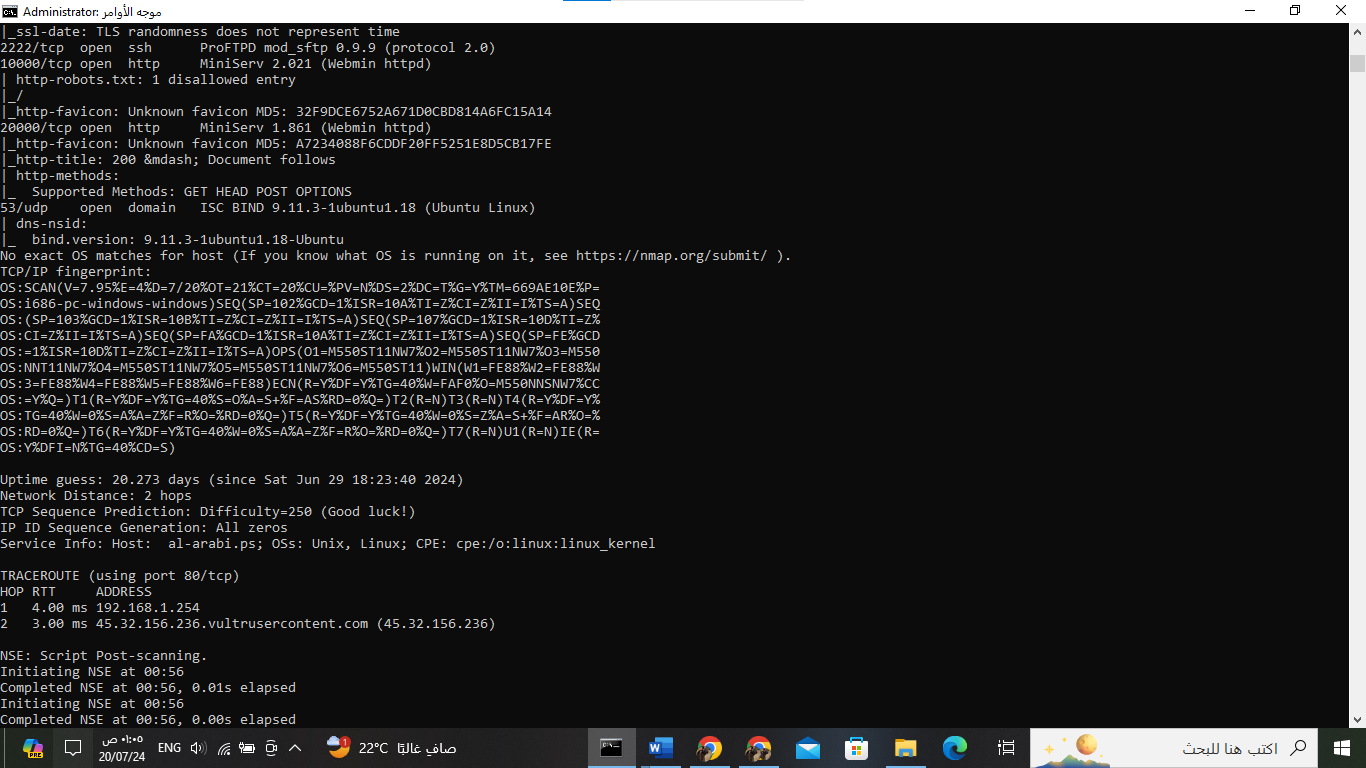 Administrator: موجه الأوامر
|_ssl-date: TLS randomness does not represent time
2222/tcp  open  ssh      ProFTPD mod_sftp 0.9.9 (protocol 2.0)
10000/tcp open  http     MiniServ 2.021 (Webmin httpd)
| http-robots.txt: 1 disallowed entry
|_/
|_http-favicon: Unknown favicon MD5: 32F9DCE6752A671D0CBD814A6FC15A14
20000/tcp open  http     MiniServ 1.861 (Webmin httpd)
|_http-favicon: Unknown favicon MD5: A7234088F6CDDF20FF5251E8D5CB17FE
|_http-title: 200 &mdash; Document follows
| http-methods:
|_  Supported Methods: GET HEAD POST OPTIONS
53/udp    open  domain   ISC BIND 9.11.3-1ubuntu1.18 (Ubuntu Linux)
| dns-nsid:
|_  bind.version: 9.11.3-1ubuntu1.18-Ubuntu
No exact OS matches for host (If you know what OS is running on it, see https://nmap.org/submit/ ).
TCP/IP fingerprint:
OS:SCAN(V=7.95%E=4%D=7/20%OT=21%CT=20%CU=%PV=N%DS=2%DC=T%G=Y%TM=669AE10E%P=
OS:i686-pc-windows-windows)SEQ(SP=102%GCD=1%ISR=10A%TI=Z%CI=Z%II=I%TS=A)SEQ
OS:(SP=103%GCD=1%ISR=10B%TI=Z%CI=Z%II=I%TS=A)SEQ(SP=107%GCD=1%ISR=10D%TI=Z%
OS:CI=Z%II=I%TS=A)SEQ(SP=FA%GCD=1%ISR=10A%TI=Z%CI=Z%II=I%TS=A)SEQ(SP=FE%GCD
OS:=1%ISR=10D%TI=Z%CI=Z%II=I%TS=A)OPS(O1=M550ST11NW7%O2=M550ST11NW7%O3=M550
OS:NNT11NW7%O4=M550ST11NW7%O5=M550ST11NW7%O6=M550ST11)WIN(W1=FE88%W2=FE88%W
OS:3=FE88%W4=FE88%W5=FE88%W6=FE88)ECN(R=Y%DF=Y%TG=40%W=FAF0%O=M550NNSNW7%CC
OS:=Y%Q=)T1(R=Y%DF=Y%TG=40%S=O%A=S+%F=AS%RD=0%Q=)T2(R=N)T3(R=N)T4(R=Y%DF=Y%
OS:TG=40%W=0%S=A%A=Z%F=R%O=%RD=0%Q=)T5(R=Y%DF=Y%TG=40%W=0%S=Z%A=S+%F=AR%O=%
OS:RD=0%Q=)T6(R=Y%DF=Y%TG=40%W=0%S=A%A=Z%F=R%O=%RD=0%Q=)T7(R=N)U1(R=N)IE(R=
OS:Y%DFI=N%TG=40%CD=S)
Uptime guess: 20.273 days (since Sat Jun 29 18:23:40 2024)
Network Distance: 2 hops
TCP Sequence Prediction: Difficulty=250 (Good luck!)
IP ID Sequence Generation: All zeros
Service Info: Host:  al-arabi.ps; OSs: Unix, Linux; CPE: cpe:/o:linux:linux_kernel
TRACEROUTE (using port 80/tcp)
HOP RTT     ADDRESS
1   4.00 ms 192.168.1.254
2   3.00 ms 45.32.156.236.vultrusercontent.com (45.32.156.236)
NSE: Script Post-scanning.
Initiating NSE at 00:56
Completed NSE at 00:56, 0.01s elapsed
Initiating NSE at 00:56
Completed NSE at 00:56, 0.00s elapsed
PRE
٠١:٠٥ ص
20/07/24
ENG
1
22°C صافٍ غالبًا
اكتب هنا للبحث